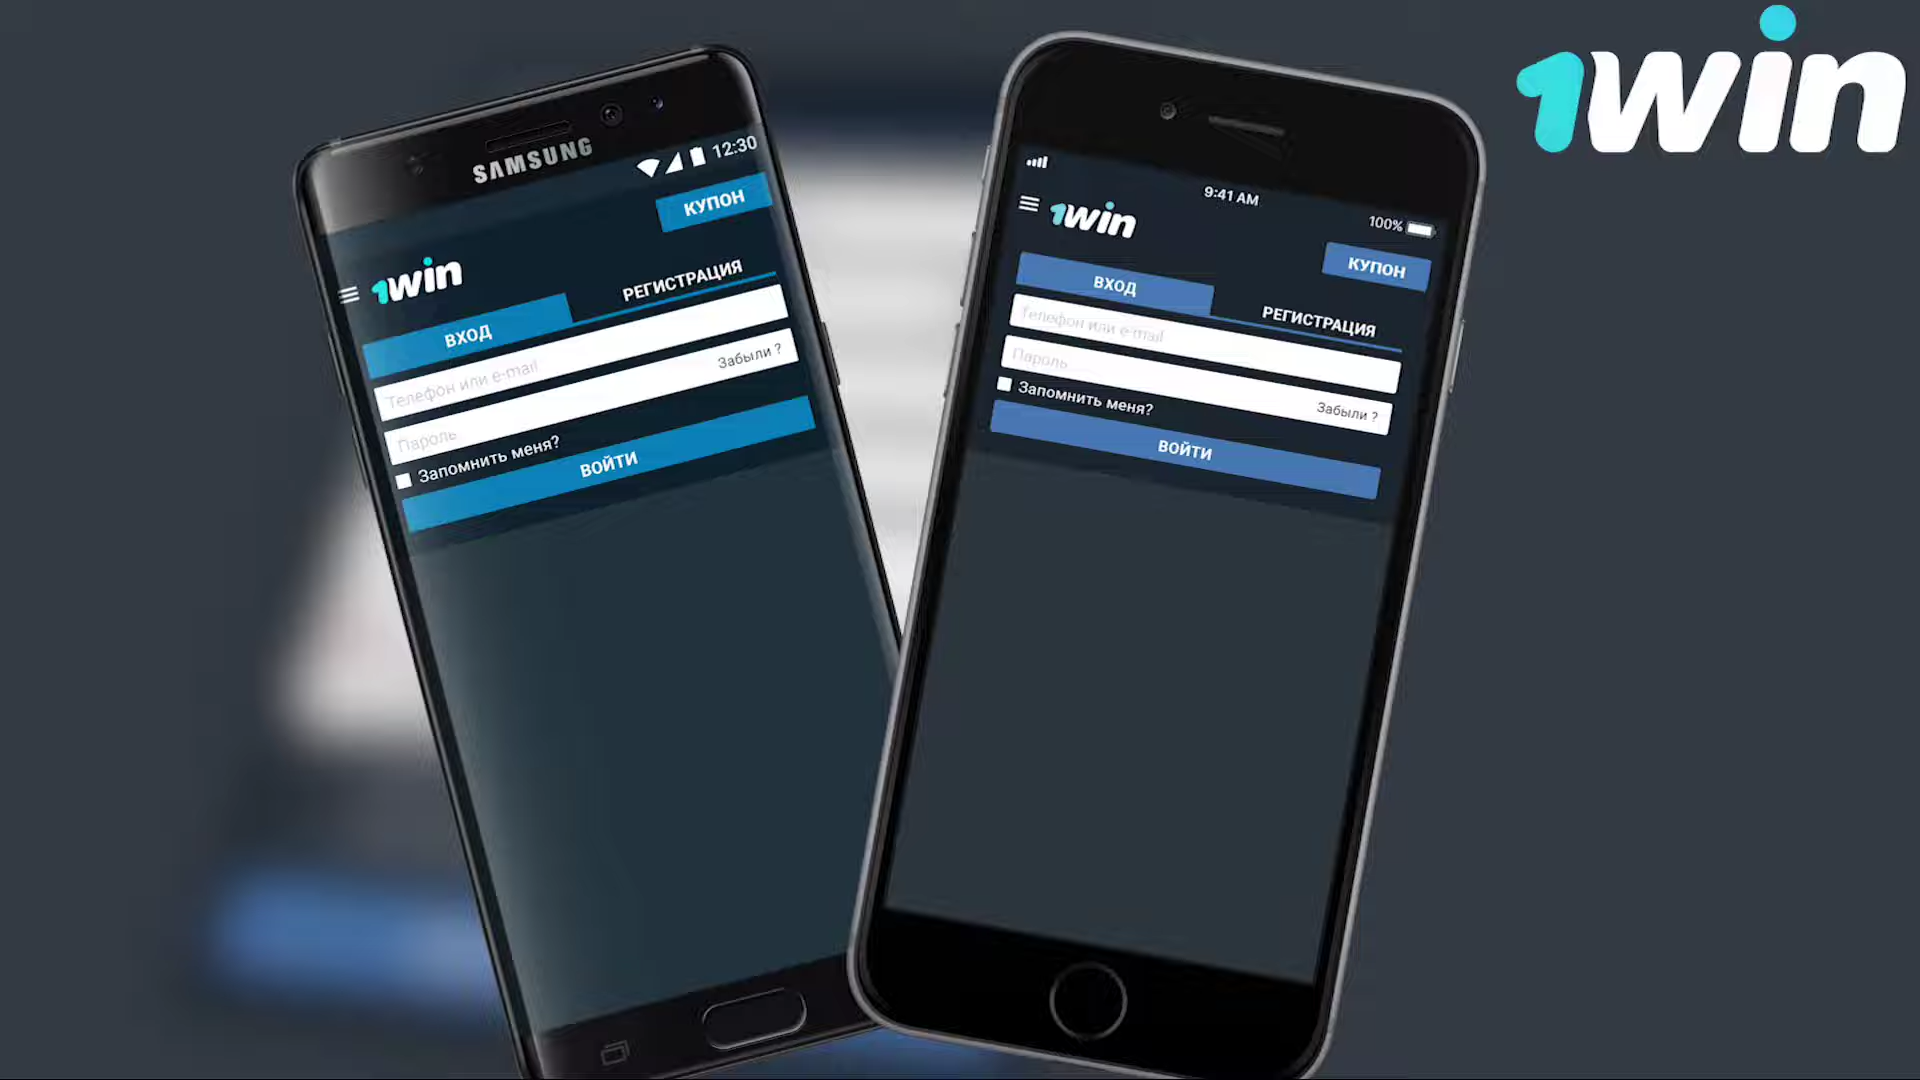 1win
SAMSUNG
12:30
КУПОН
1win
ВХОД
РЕГИСТРАЦИЯ
Телефон или e-mail
Пароль
Забыли ?
Запомнить меня?
ВОЙТИ
9:41 AM
100%
1win
КУПОН
ВХОД
РЕГИСТРАЦИЯ
Телефон или e-mail
Пароль
Забыли ?
Запомнить меня?
ВОЙТИ